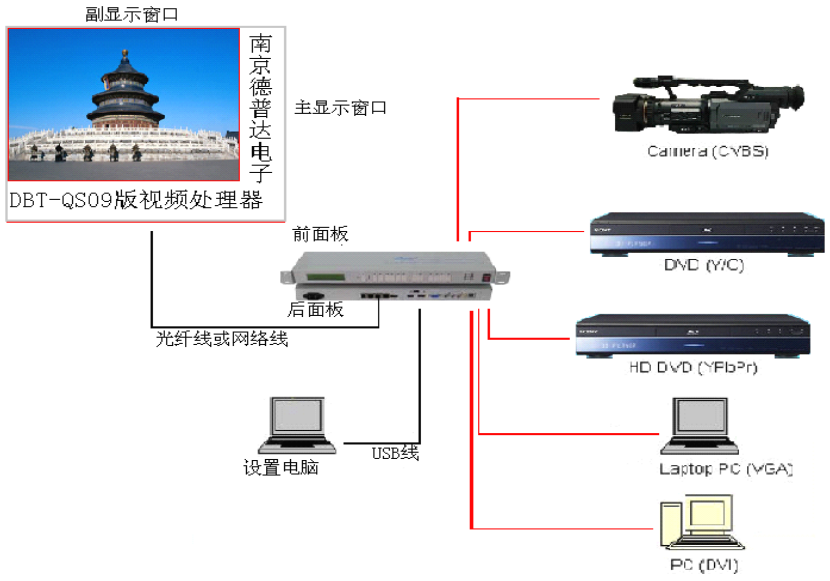 副显示窗口
南京德普达电子
主显示窗口
DBT-QS09版视频处理器
Camera (CVBS)
DVD (Y/C)
前面板
后面板
光纤线或网络线
HD DVD (YPbPr)
设置电脑
USB线
Laptop PC (VGA)
PC (DVI)